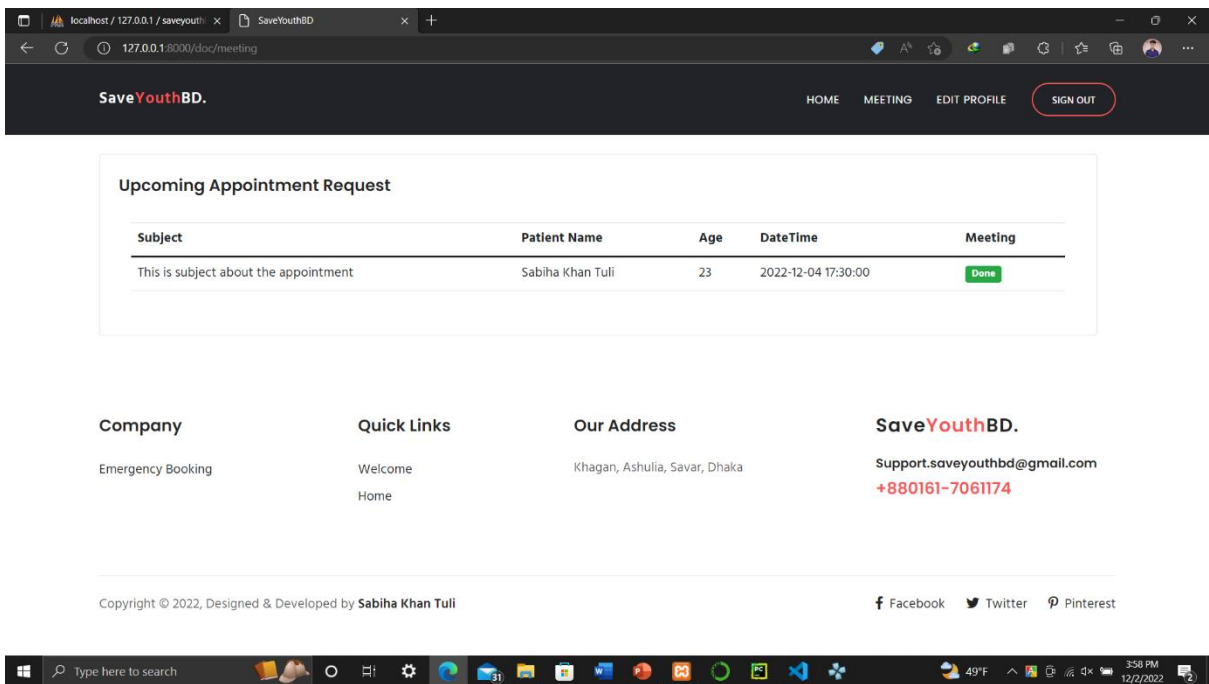 localhost / 127.0.0.1 / saveyouth
SaveYouthBD
127.0.0.1:8000/doc/meeting
SaveYouthBD.
HOME MEETING EDIT PROFILE SIGN OUT
Upcoming Appointment Request
Subject Patient Name Age DateTime Meeting
This is subject about the appointment Sabiha Khan Tuli 23 2022-12-04 17:30:00 Done
Company
Emergency Booking
Quick Links
Welcome
Home
Our Address
Khagan, Ashulia, Savar, Dhaka
SaveYouthBD.
Support.saveyouthbd@gmail.com
+880161-7061174
Copyright © 2022, Designed & Developed by Sabiha Khan Tuli
Facebook Twitter Pinterest
Type here to search
31
49°F
3:58 PM
12/2/2022
2